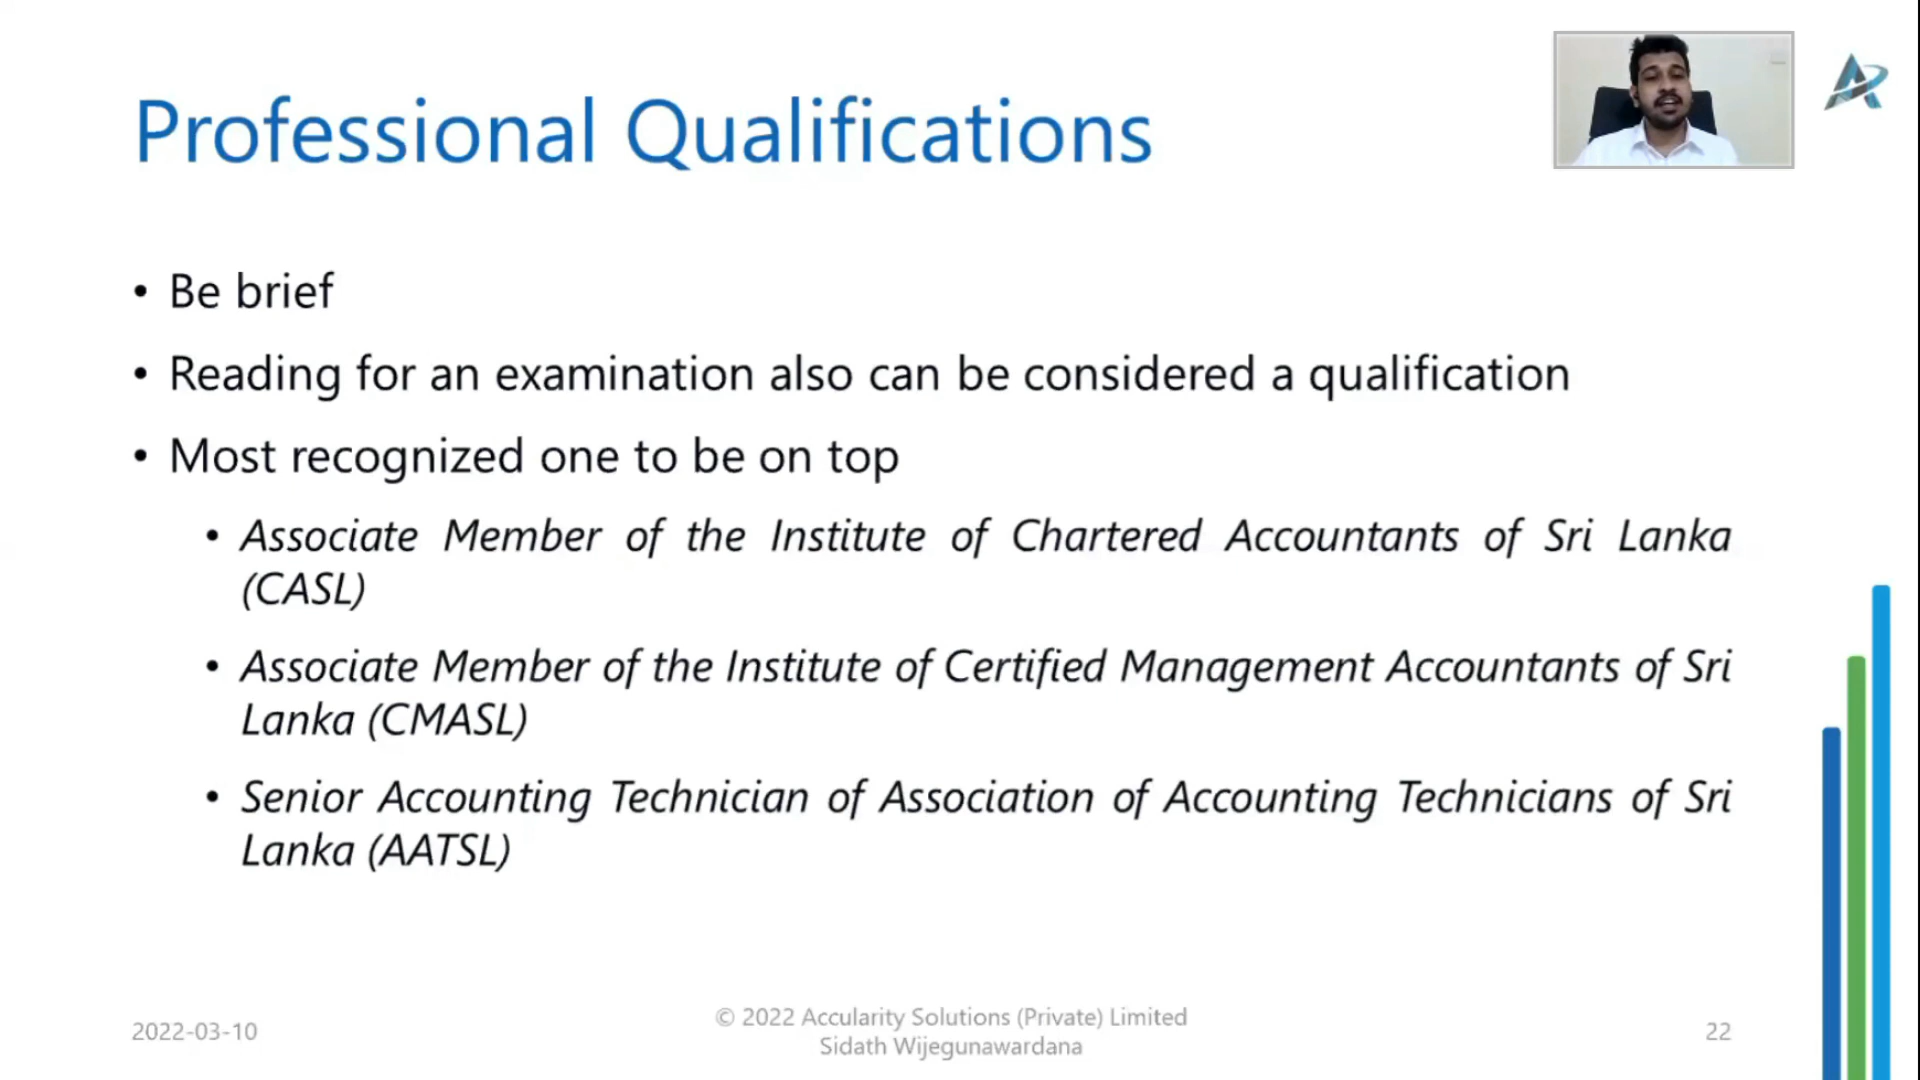 Professional Qualifications
• Be brief
• Reading for an examination also can be considered a qualification
• Most recognized one to be on top
• Associate Member of the Institute of Chartered Accountants of Sri Lanka
(CASL)
• Associate Member of the Institute of Certified Management Accountants of Sri
Lanka (CMASL)
• Senior Accounting Technician of Association of Accounting Technicians of Sri
Lanka (AATSL)
2022-03-10
© 2022 Accularity Solutions (Private) Limited
Sidath Wijegunawardana
22